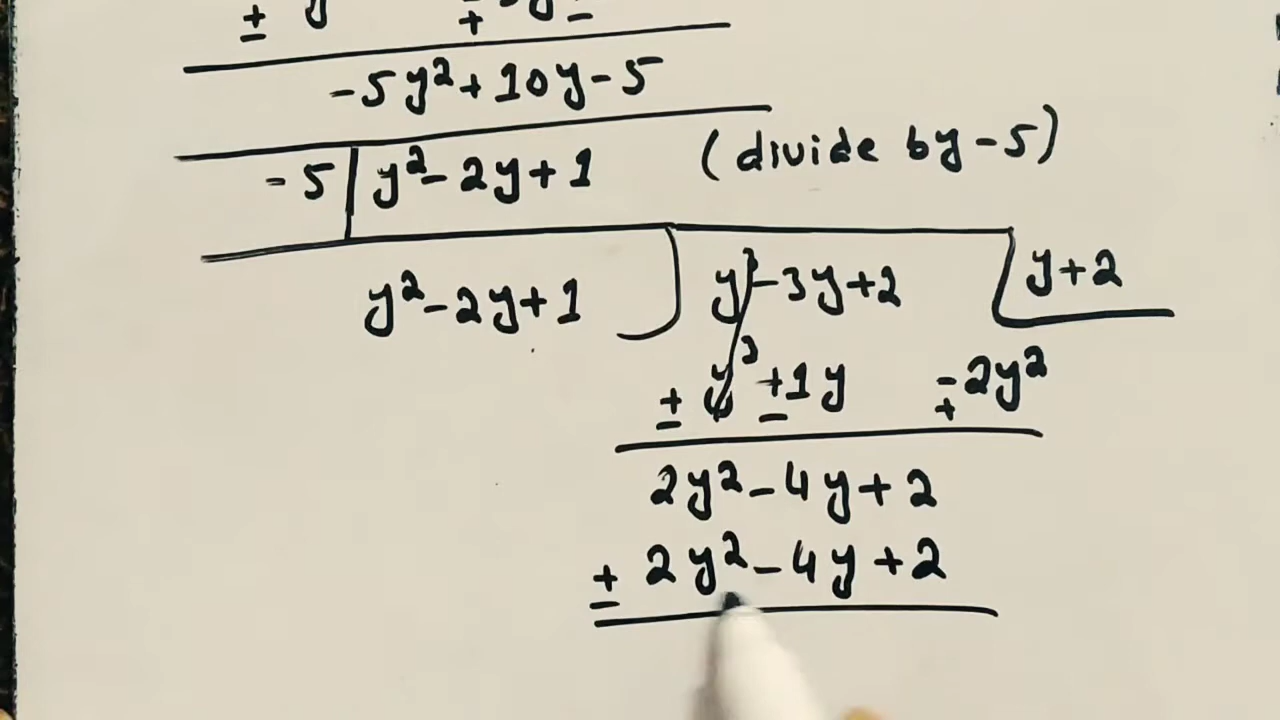 ± y ∓ 3y ±
-5y² + 10y - 5
-5 | y² - 2y + 1 (divide by -5)
y² - 2y + 1 ) y³ - 3y + 2 ( y + 2
± y³ ± 1y ∓ 2y²
2y² - 4y + 2
± 2y² - 4y + 2